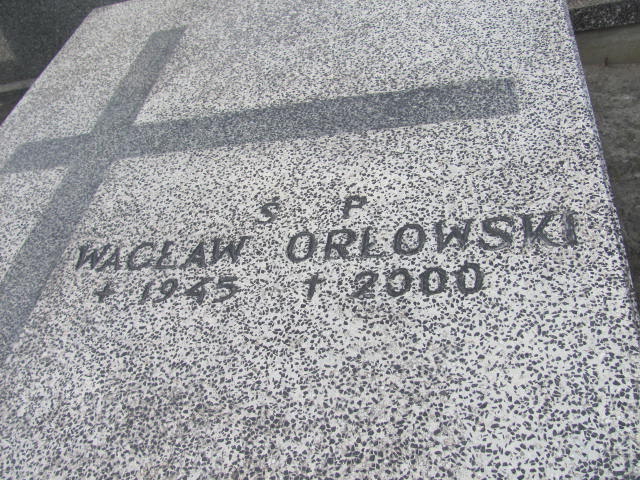 Ś P
WACŁAW ORŁOWSKI
+ 1945 † 2000